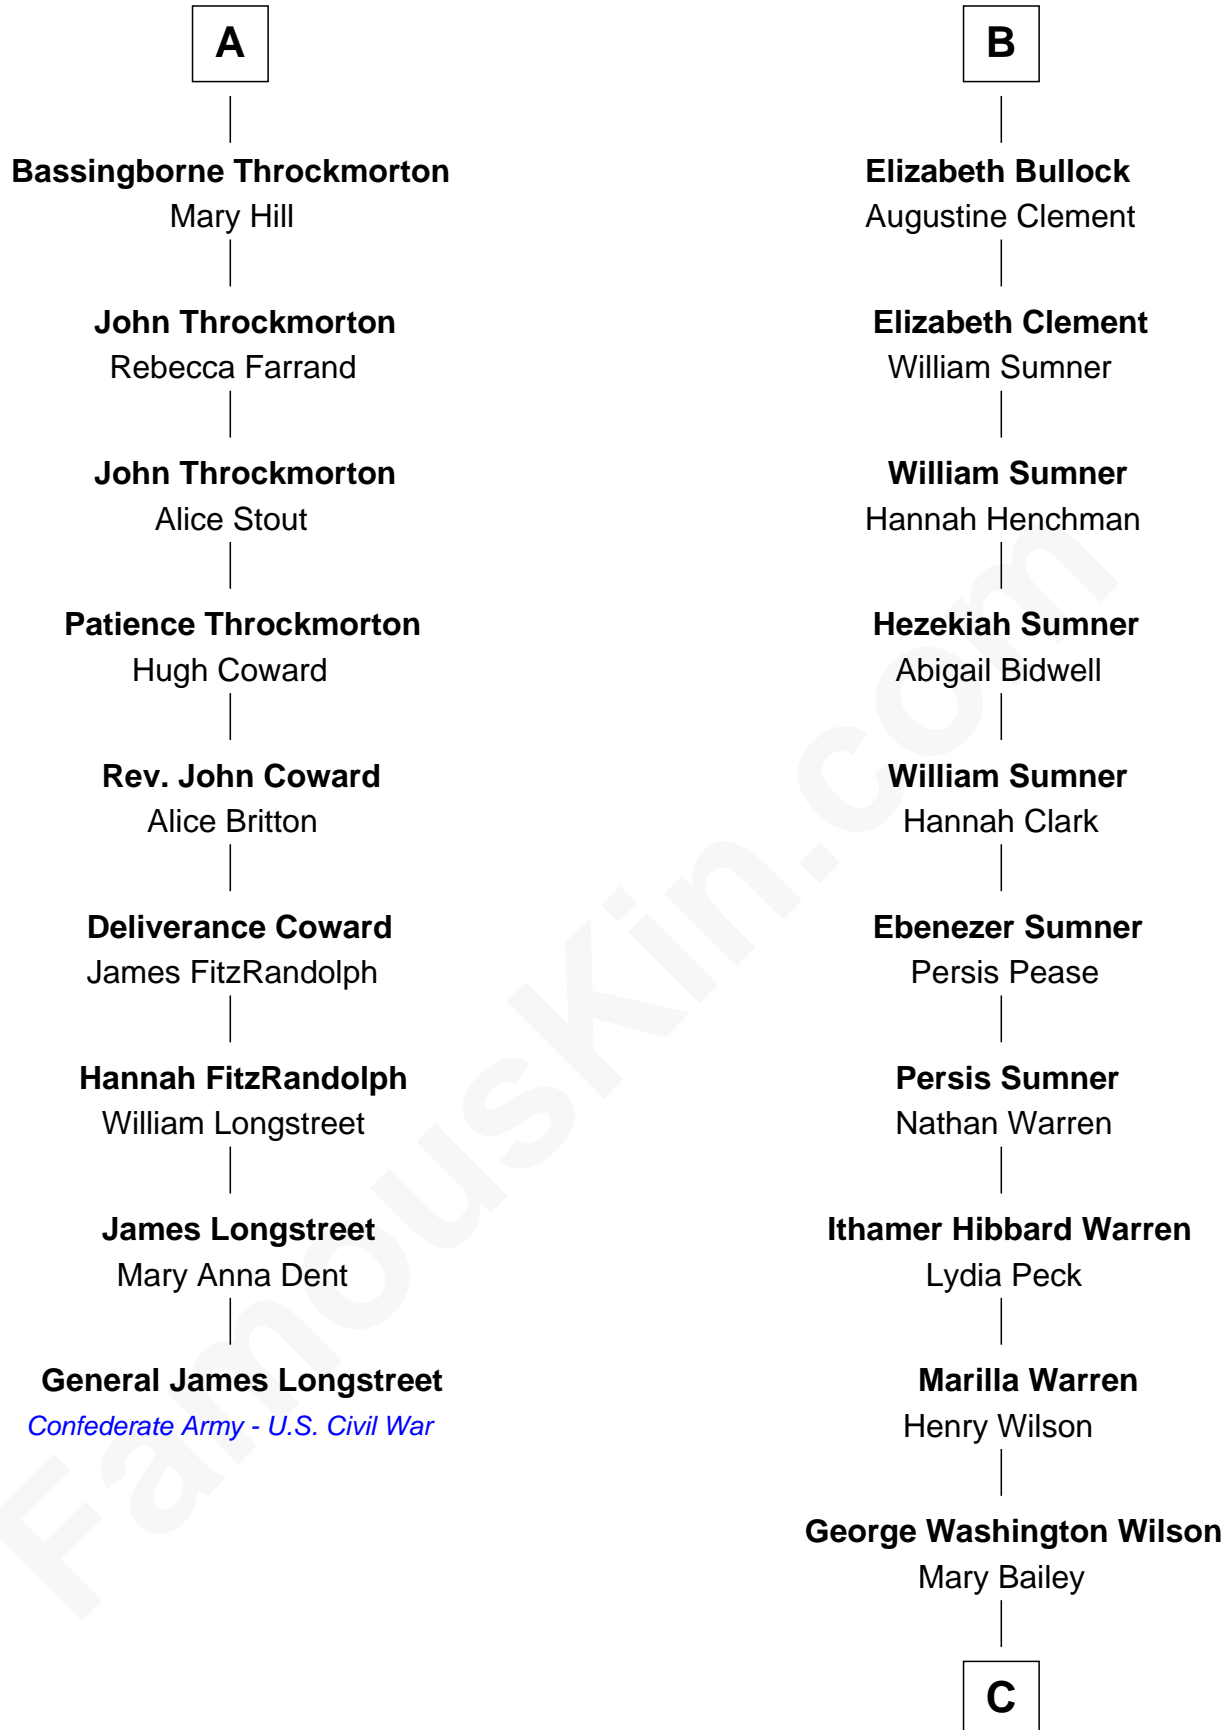 A
Bassingborne Throckmorton
Mary Hill
John Throckmorton
Rebecca Farrand
John Throckmorton
Alice Stout
Patience Throckmorton
Hugh Coward
Rev. John Coward
Alice Britton
Deliverance Coward
James FitzRandolph
Hannah FitzRandolph
William Longstreet
James Longstreet
Mary Anna Dent
General James Longstreet
Confederate Army - U.S. Civil War
B
Elizabeth Bullock
Augustine Clement
Elizabeth Clement
William Sumner
William Sumner
Hannah Henchman
Hezekiah Sumner
Abigail Bidwell
William Sumner
Hannah Clark
Ebenezer Sumner
Persis Pease
Persis Sumner
Nathan Warren
Ithamer Hibbard Warren
Lydia Peck
Marilla Warren
Henry Wilson
George Washington Wilson
Mary Bailey
C
FamousKin.com